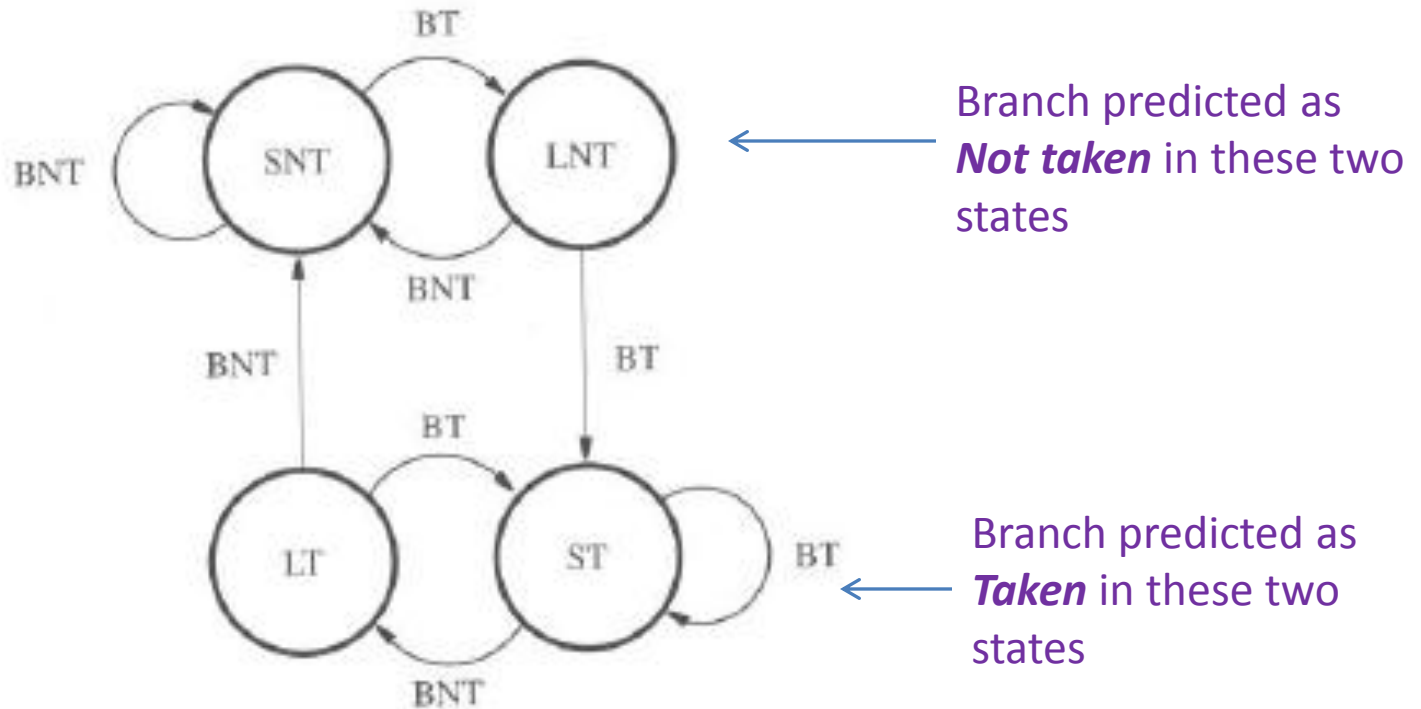 BT
BNT
SNT
LNT
BNT
BNT
BT
BT
LT
ST
BT
BNT
Branch predicted as
Not taken in these two
states
Branch predicted as
Taken in these two
states